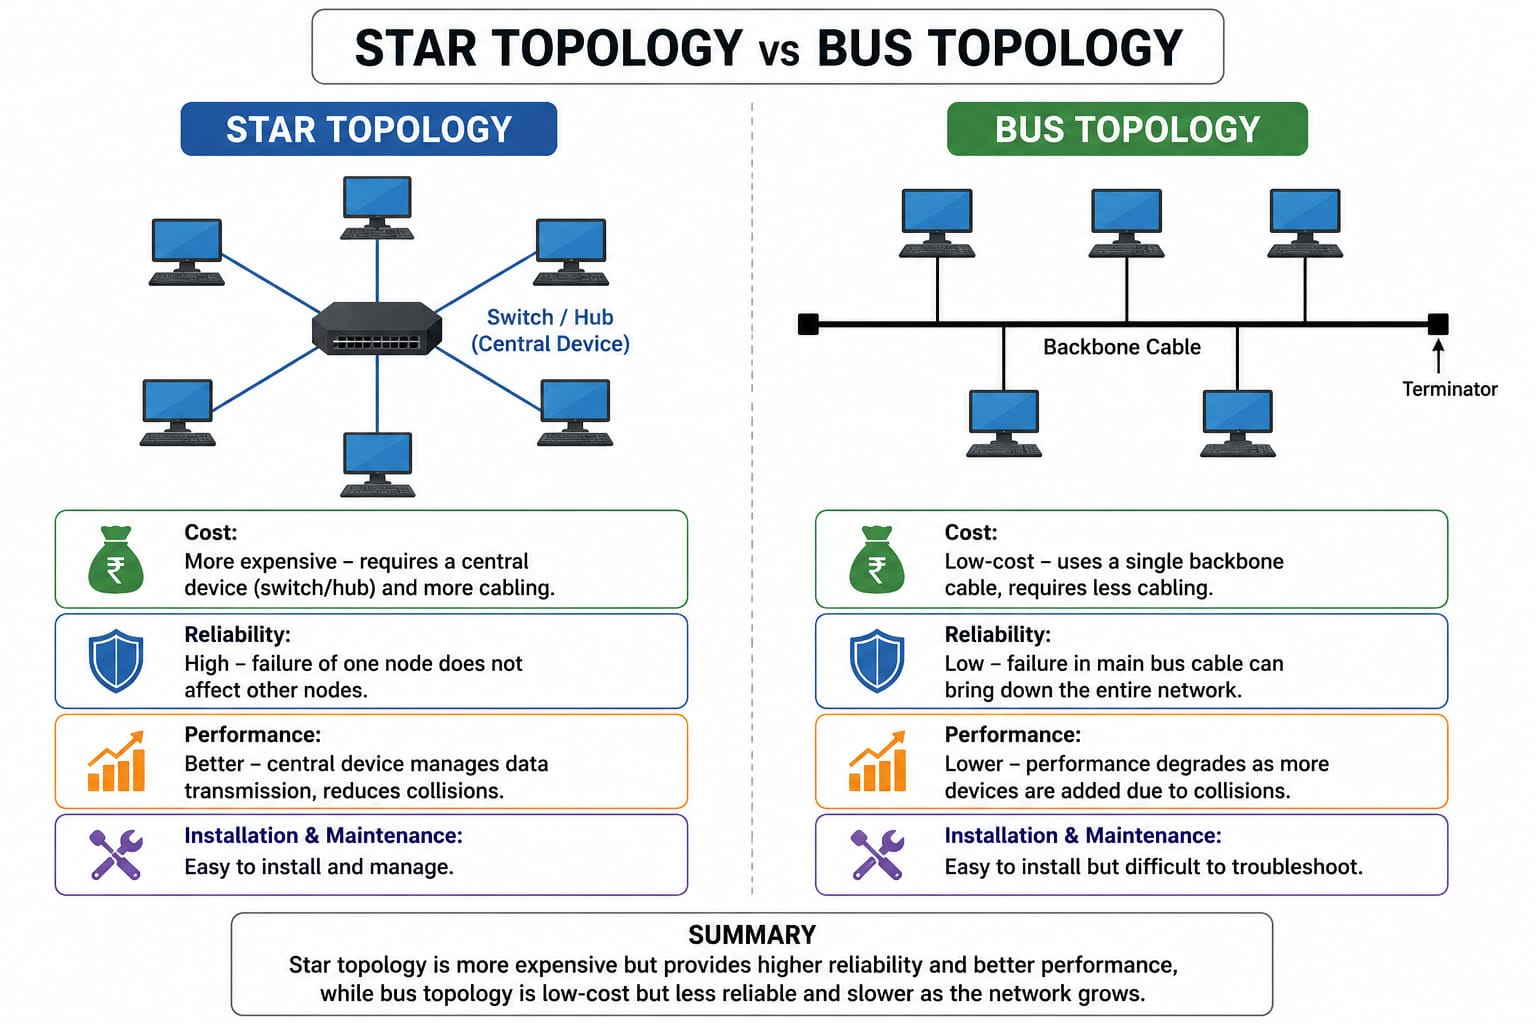 STAR TOPOLOGY vs BUS TOPOLOGY
STAR TOPOLOGY
Switch / Hub
(Central Device)
Cost:
More expensive – requires a central
device (switch/hub) and more cabling.
Reliability:
High – failure of one node does not
affect other nodes.
Performance:
Better – central device manages data
transmission, reduces collisions.
Installation & Maintenance:
Easy to install and manage.
BUS TOPOLOGY
Backbone Cable
Terminator
Cost:
Low-cost – uses a single backbone
cable, requires less cabling.
Reliability:
Low – failure in main bus cable can
bring down the entire network.
Performance:
Lower – performance degrades as more
devices are added due to collisions.
Installation & Maintenance:
Easy to install but difficult to troubleshoot.
SUMMARY
Star topology is more expensive but provides higher reliability and better performance,
while bus topology is low-cost but less reliable and slower as the network grows.
₹
₹